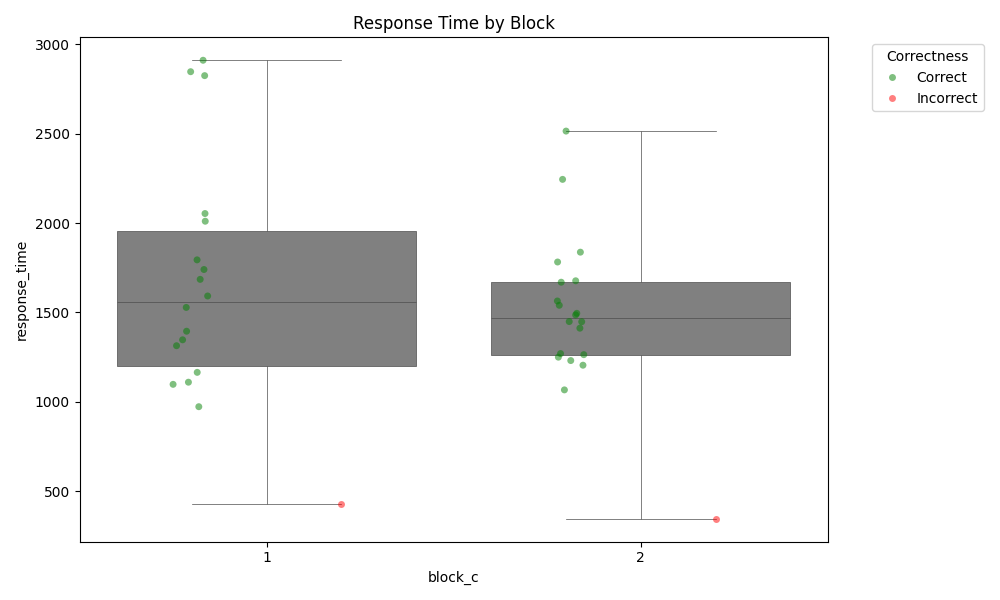 Response Time by Block
Correctness
Correct
Incorrect
response_time
3000
2500
2000
1500
1000
500
1
2
block_c